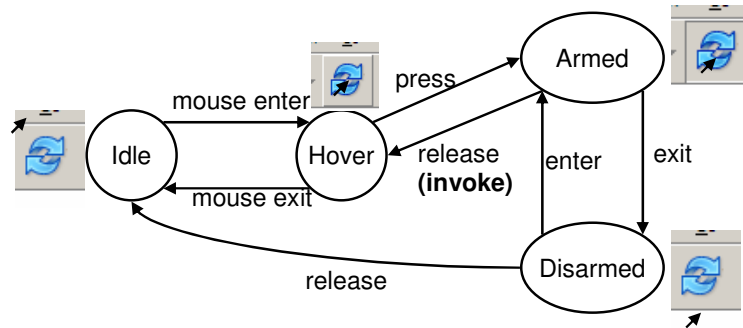 Armed
press
mouse enter
Idle
Hover
release
(invoke)
enter
exit
mouse exit
Disarmed
release